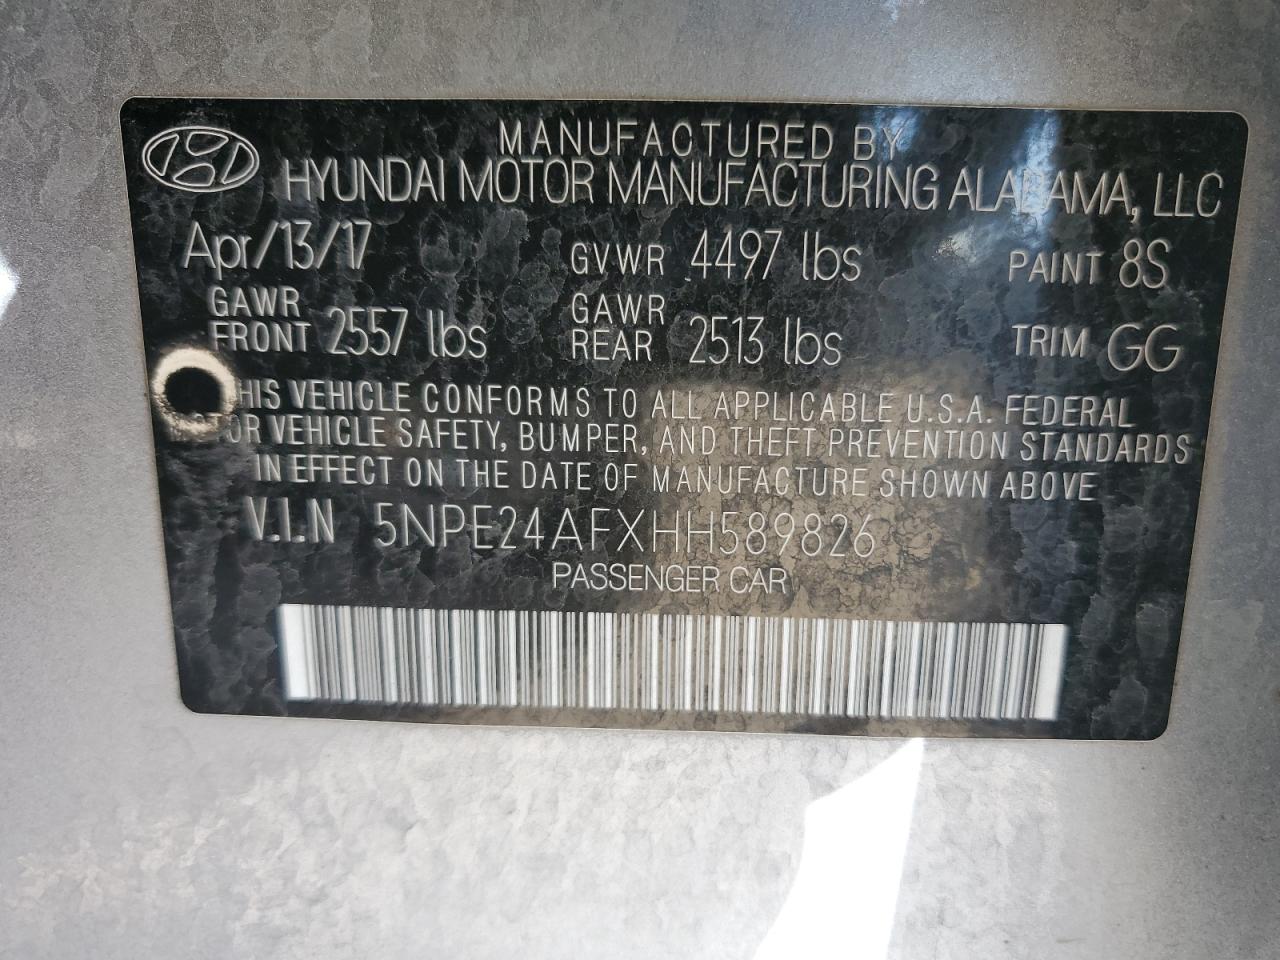 MANUFACTURED BY
HYUNDAI MOTOR MANUFACTURING ALABAMA, LLC
Apr/13/17 GVWR 4497 lbs PAINT 8S
GAWR FRONT 2557 lbs GAWR REAR 2513 lbs TRIM GG
HIS VEHICLE CONFORMS TO ALL APPLICABLE U.S.A. FEDERAL
OR VEHICLE SAFETY, BUMPER, AND THEFT PREVENTION STANDARDS
IN EFFECT ON THE DATE OF MANUFACTURE SHOWN ABOVE
V.I.N 5NPE24AFXHH589826
PASSENGER CAR